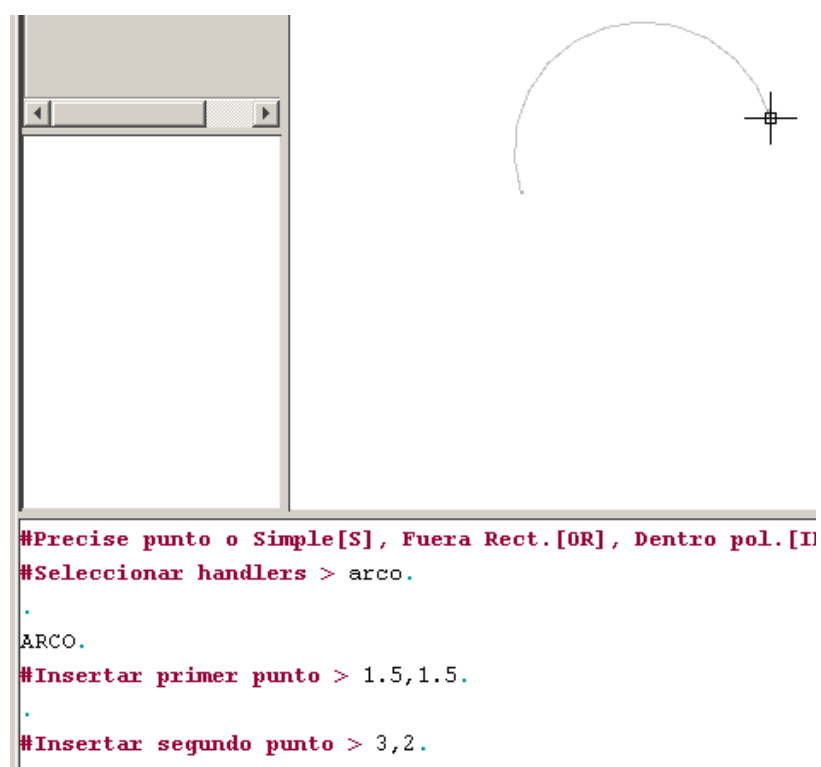 #Precise punto o Simple[S], Fuera Rect.[OR], Dentro pol.[I
#Seleccionar handlers > arco.
.
ARCO.
#Insertar primer punto > 1.5,1.5.
.
#Insertar segundo punto > 3,2.